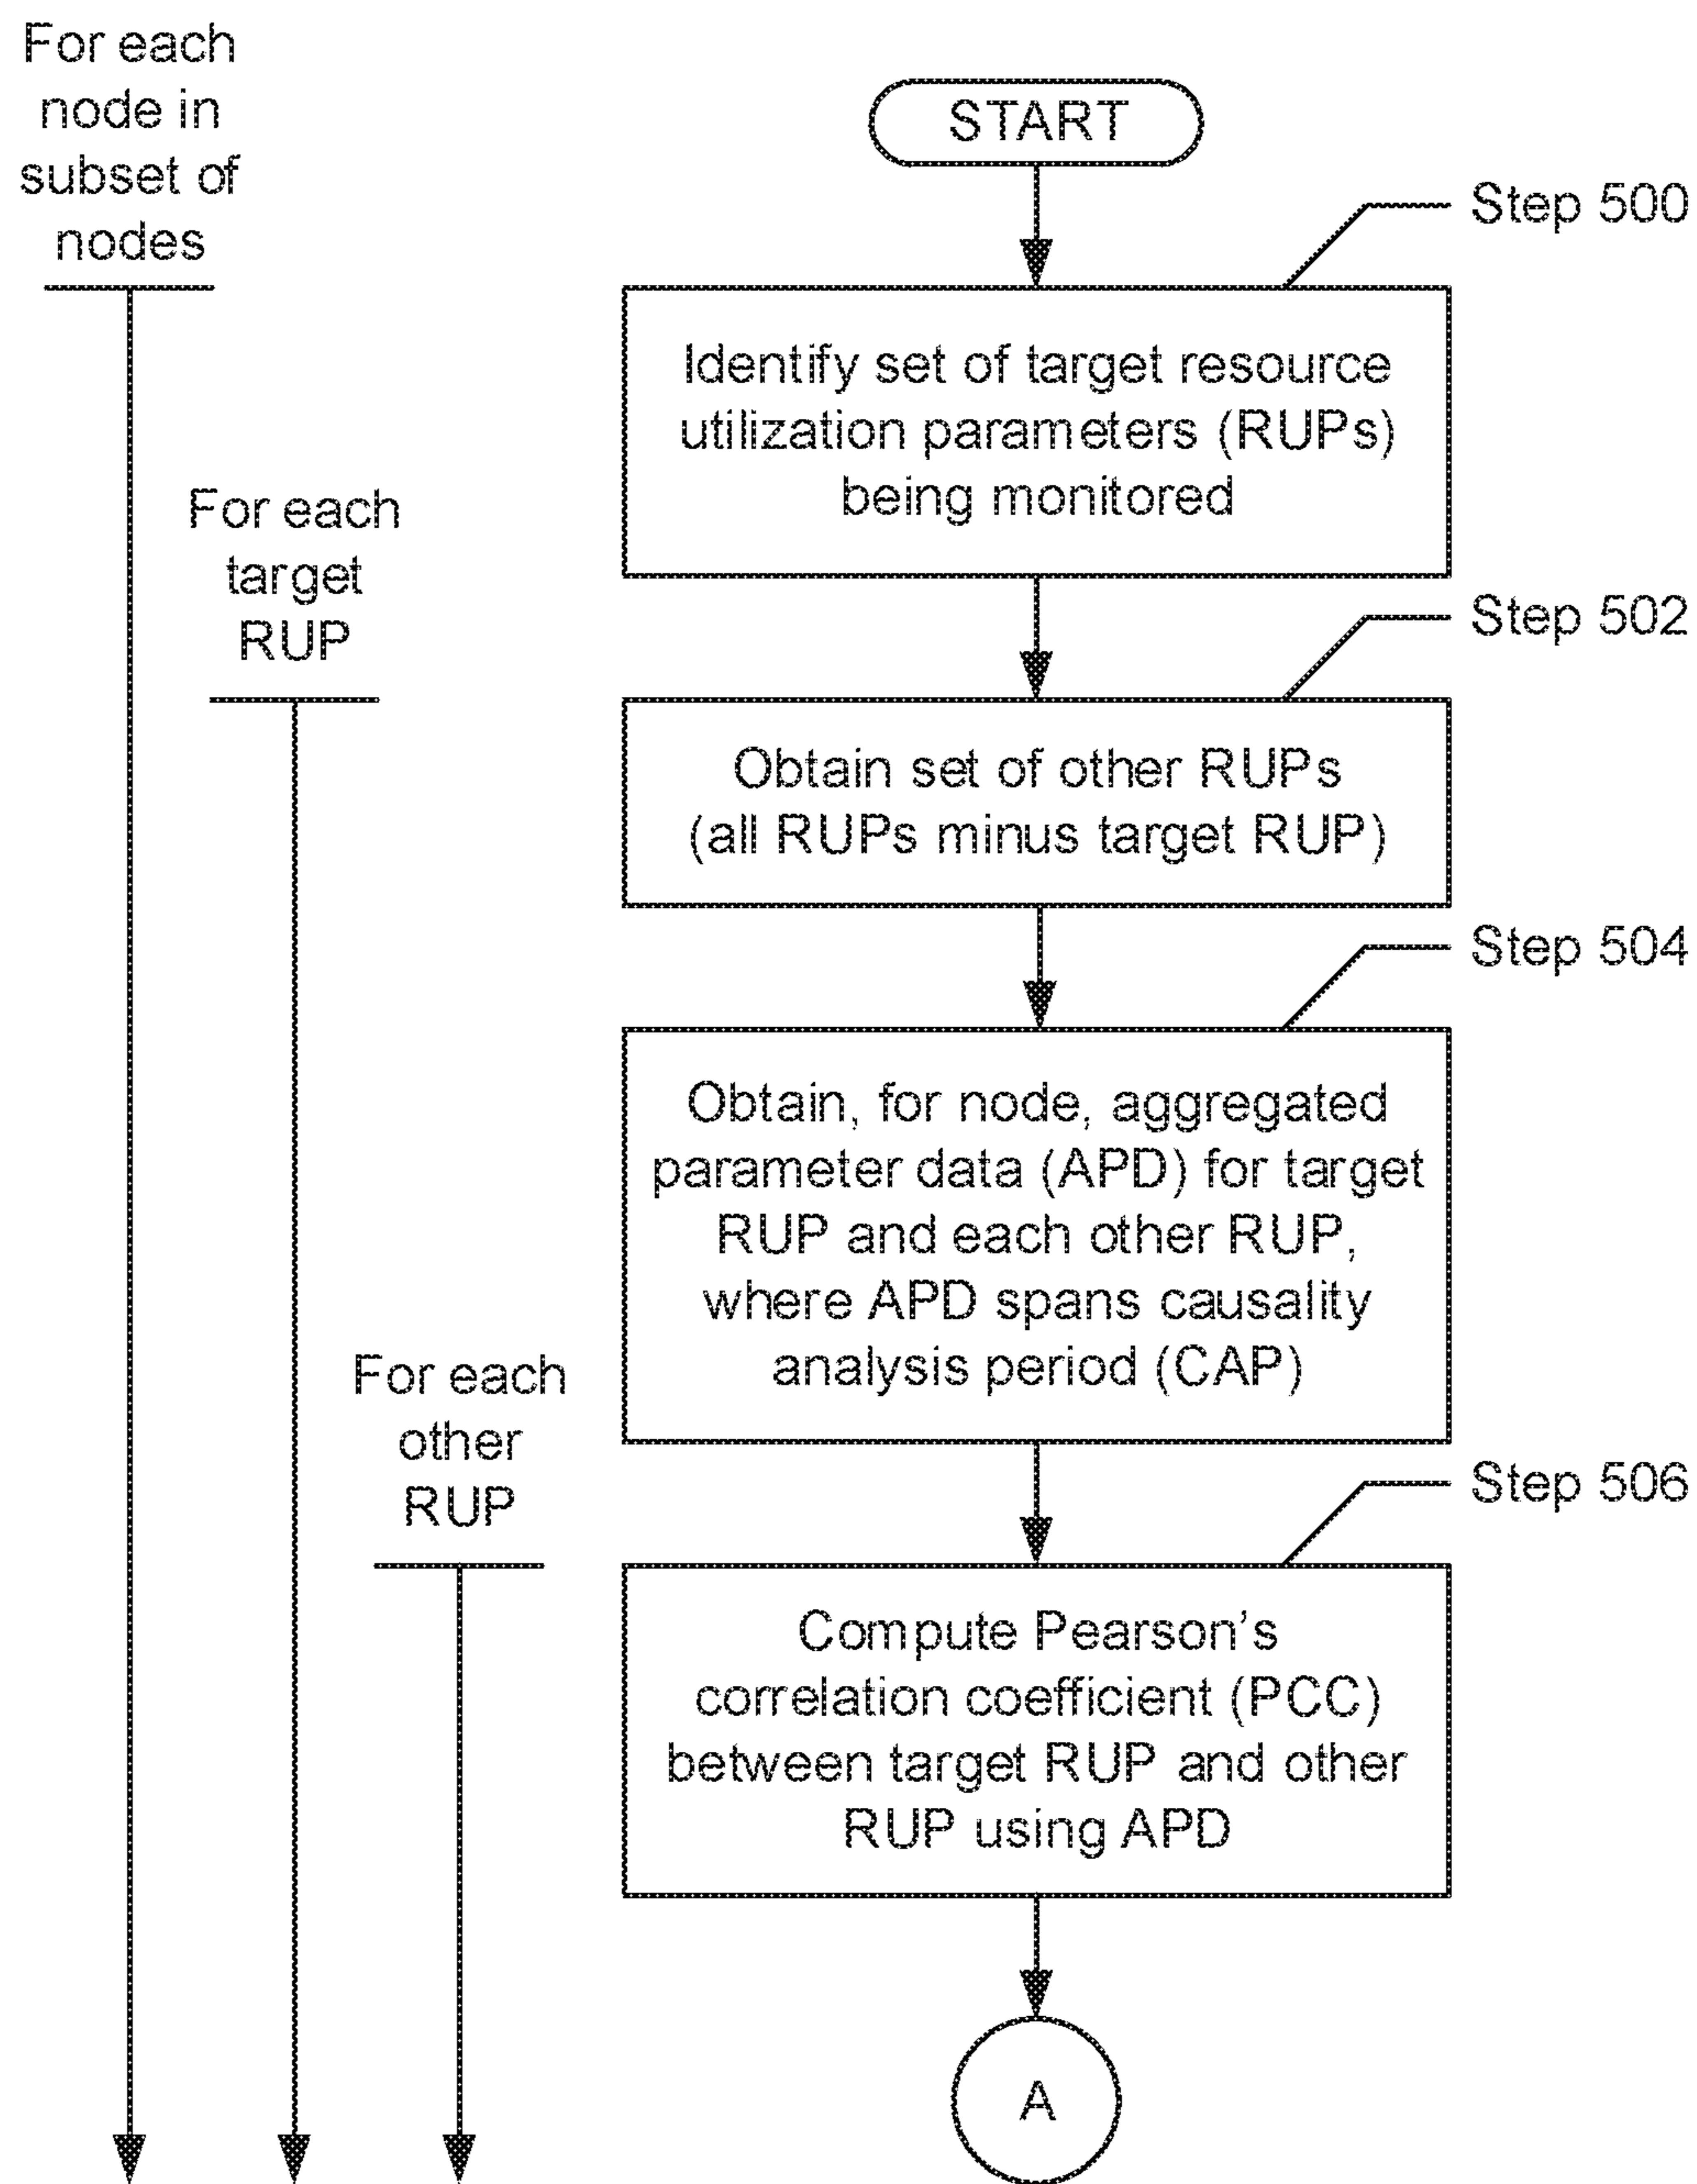 For each
node in
subset of
nodes
START
Step 500
Identify set of target resource
utilization parameters (RUPs)
being monitored
For each
target
RUP
Step 502
Obtain set of other RUPs
(all RUPs minus target RUP)
Step 504
Obtain, for node, aggregated
parameter data (APD) for target
RUP and each other RUP,
where APD spans causality
analysis period (CAP)
For each
other
RUP
Step 506
Compute Pearson's
correlation coefficient (PCC)
between target RUP and other
RUP using APD
A